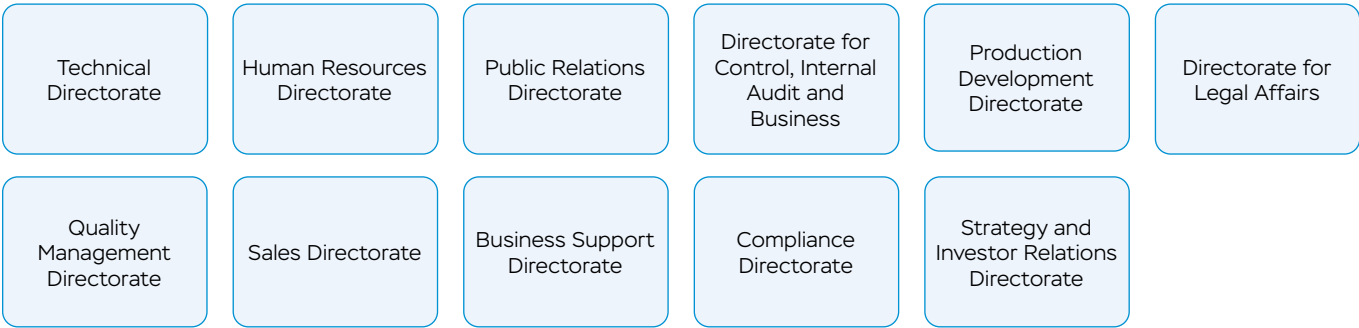 Technical
Directorate
Human Resources
Directorate
Public Relations
Directorate
Directorate for
Control, Internal
Audit and
Business
Production
Development
Directorate
Directorate for
Legal Affairs
Quality
Management
Directorate
Sales Directorate
Business Support
Directorate
Compliance
Directorate
Strategy and
Investor Relations
Directorate